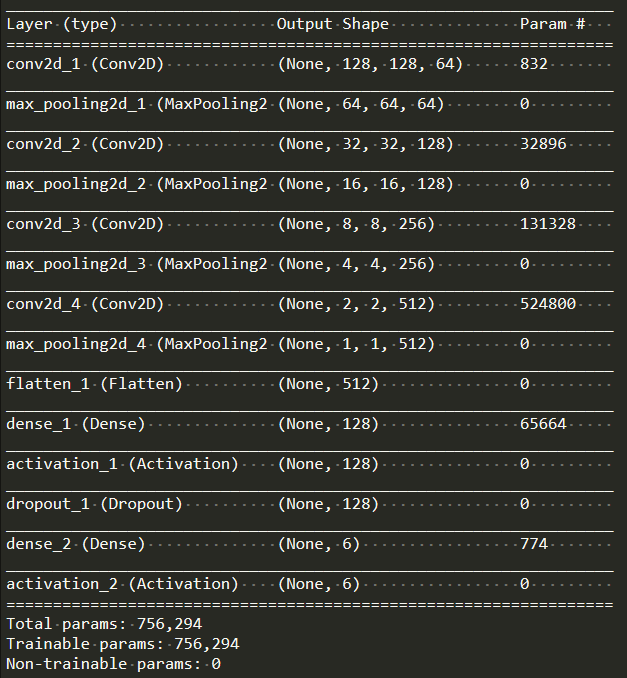 Layer (type) Output Shape Param #
conv2d_1 (Conv2D) (None, 128, 128, 64) 832
max_pooling2d_1 (MaxPooling2 (None, 64, 64, 64) 0
conv2d_2 (Conv2D) (None, 32, 32, 128) 32896
max_pooling2d_2 (MaxPooling2 (None, 16, 16, 128) 0
conv2d_3 (Conv2D) (None, 8, 8, 256) 131328
max_pooling2d_3 (MaxPooling2 (None, 4, 4, 256) 0
conv2d_4 (Conv2D) (None, 2, 2, 512) 524800
max_pooling2d_4 (MaxPooling2 (None, 1, 1, 512) 0
flatten_1 (Flatten) (None, 512) 0
dense_1 (Dense) (None, 128) 65664
activation_1 (Activation) (None, 128) 0
dropout_1 (Dropout) (None, 128) 0
dense_2 (Dense) (None, 6) 774
activation_2 (Activation) (None, 6) 0
Total params: 756,294
Trainable params: 756,294
Non-trainable params: 0